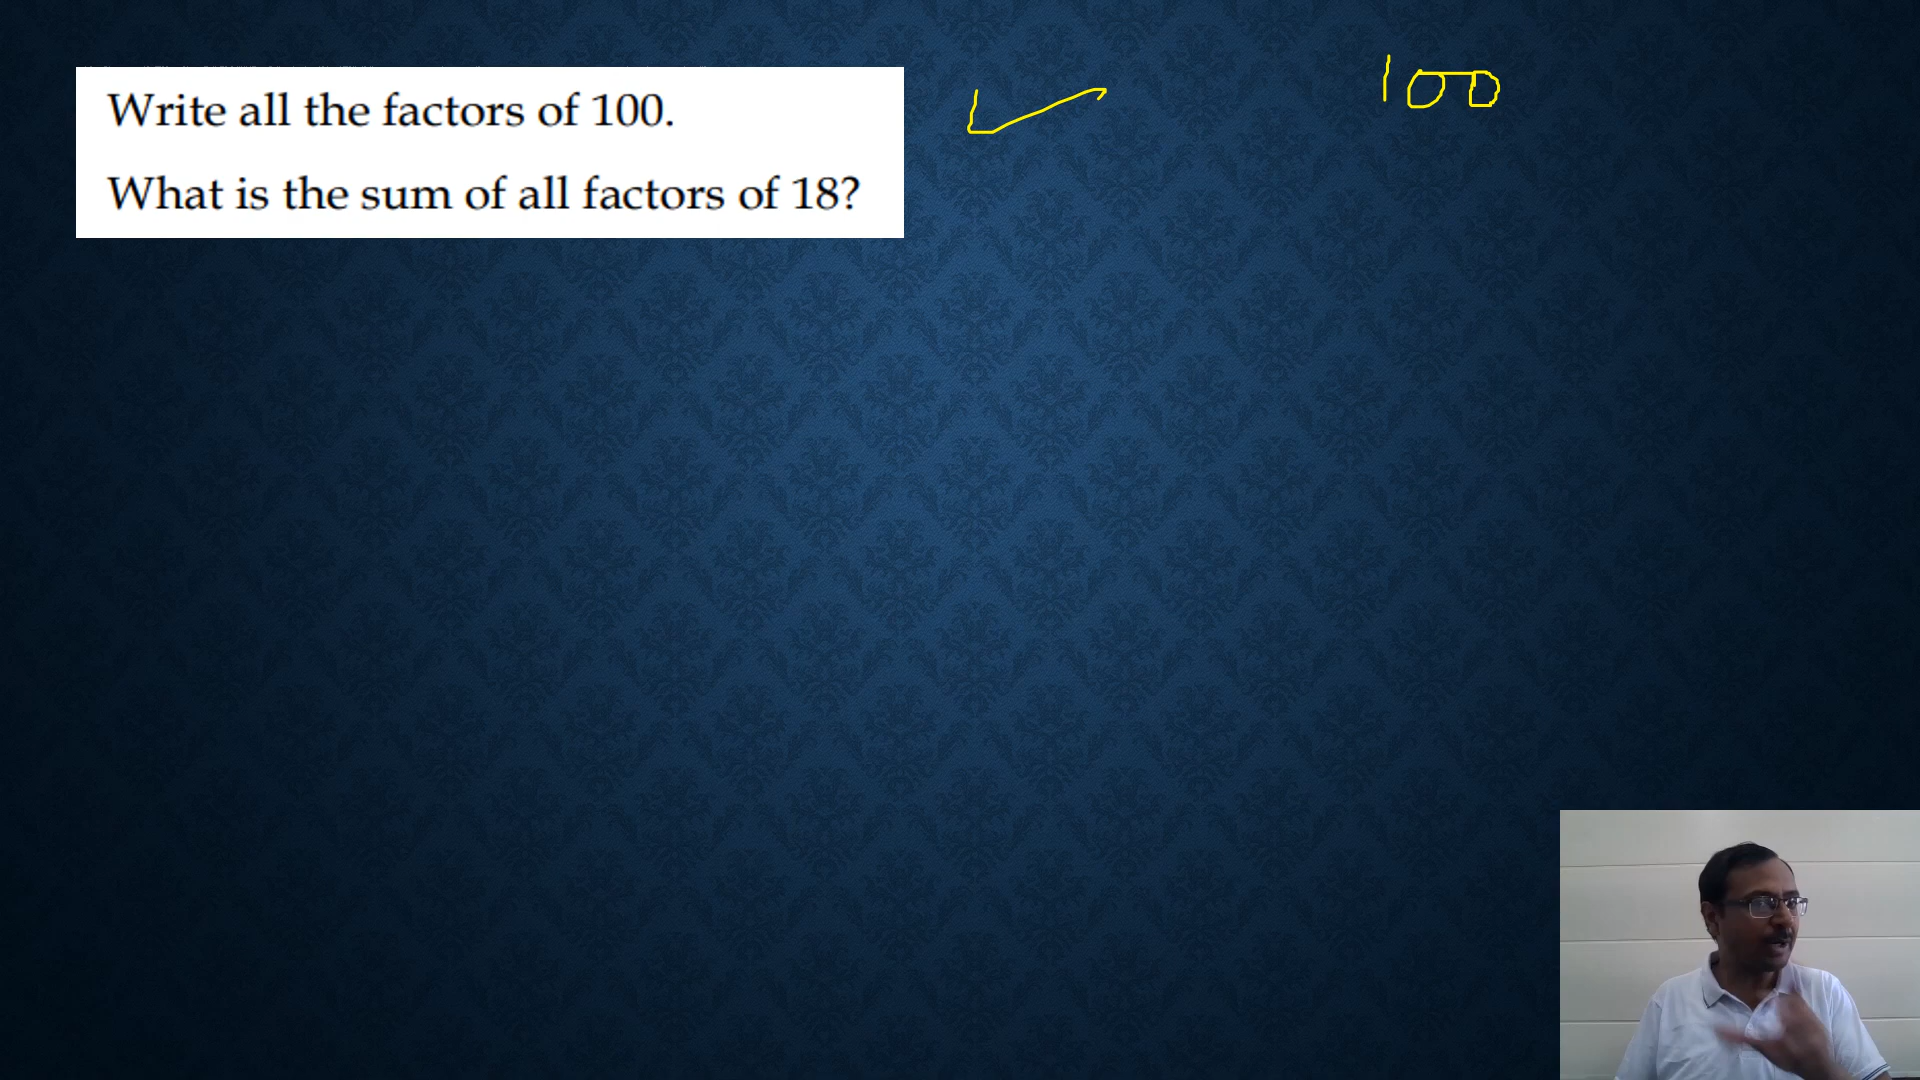 Write all the factors of 100.
100
What is the sum of all factors of 18?